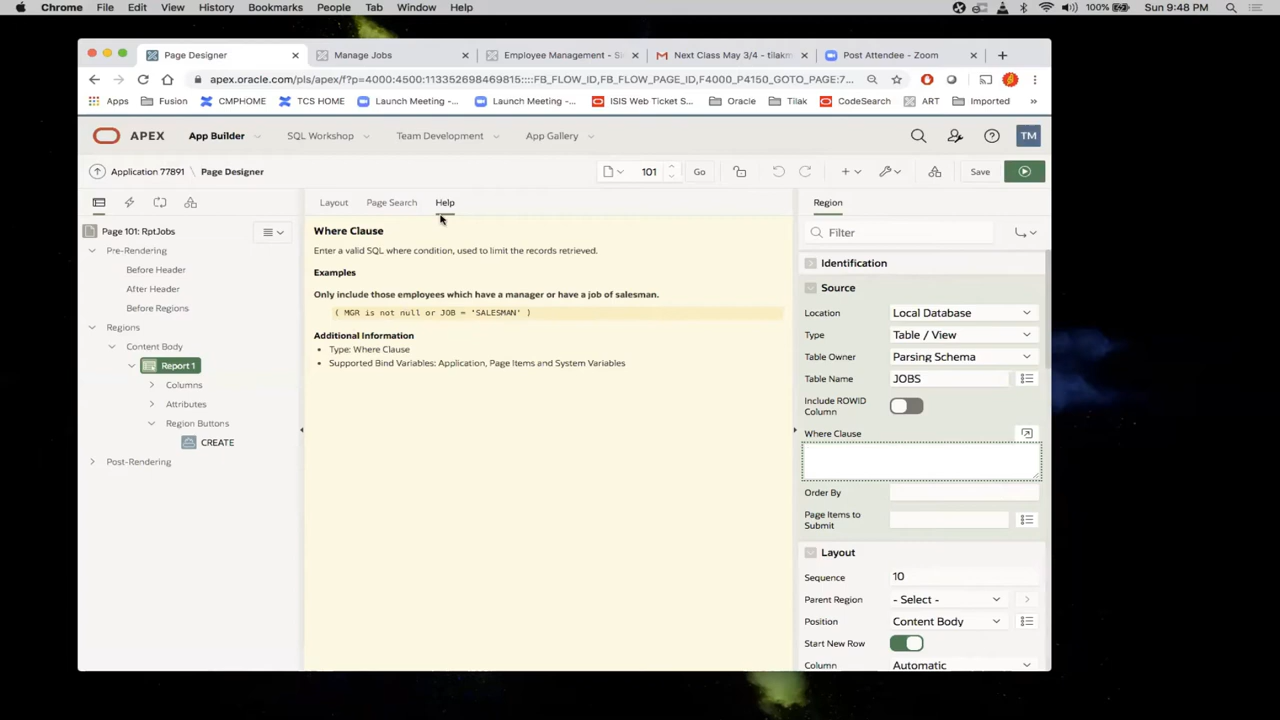 Chrome File Edit View History Bookmarks People Tab Window Help 100% Sun 9:48 PM
Page Designer Manage Jobs Employee Management - Si Next Class May 3/4 - tilakm Post Attendee - Zoom
apex.oracle.com/pls/apex/f?p=4000:4500:113352698469815::::FB_FLOW_ID,FB_FLOW_PAGE_ID,F4000_P4150_GOTO_PAGE:7...
Apps Fusion CMPHOME TCS HOME Launch Meeting -... Launch Meeting -... ISIS Web Ticket S... Oracle Tilak CodeSearch ART Imported »
APEX App Builder SQL Workshop Team Development App Gallery TM
Application 77891 Page Designer 101 Go Save
Layout Page Search Help Region
Page 101: RptJobs
Pre-Rendering
Before Header
After Header
Before Regions
Regions
Content Body
Report 1
Columns
Attributes
Region Buttons
CREATE
Post-Rendering
Where Clause
Enter a valid SQL where condition, used to limit the records retrieved.
Examples
Only include those employees which have a manager or have a job of salesman.
( MGR is not null or JOB = 'SALESMAN' )
Additional Information
• Type: Where Clause
• Supported Bind Variables: Application, Page Items and System Variables
Filter
Identification
Source
Location Local Database
Type Table / View
Table Owner Parsing Schema
Table Name JOBS
Include ROWID
Column
Where Clause
Order By
Page Items to
Submit
Layout
Sequence 10
Parent Region - Select -
Position Content Body
Start New Row
Column Automatic